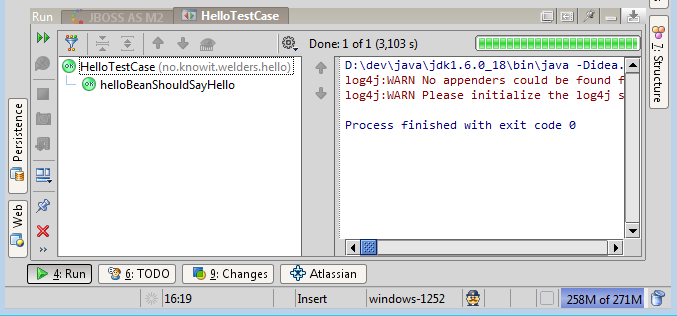 Run JBOSS AS M2 HelloTestCase
Done: 1 of 1 (3,103 s)
HelloTestCase (no.knowit.welders.hello)
helloBeanShouldSayHello
D:\dev\java\jdk1.6.0_18\bin\java -Didea.
log4j:WARN No appenders could be found f
log4j:WARN Please initialize the log4j s
Process finished with exit code 0
Persistence
Web
7: Structure
4: Run 6: TODO 9: Changes Atlassian
16:19 Insert windows-1252 258M of 271M